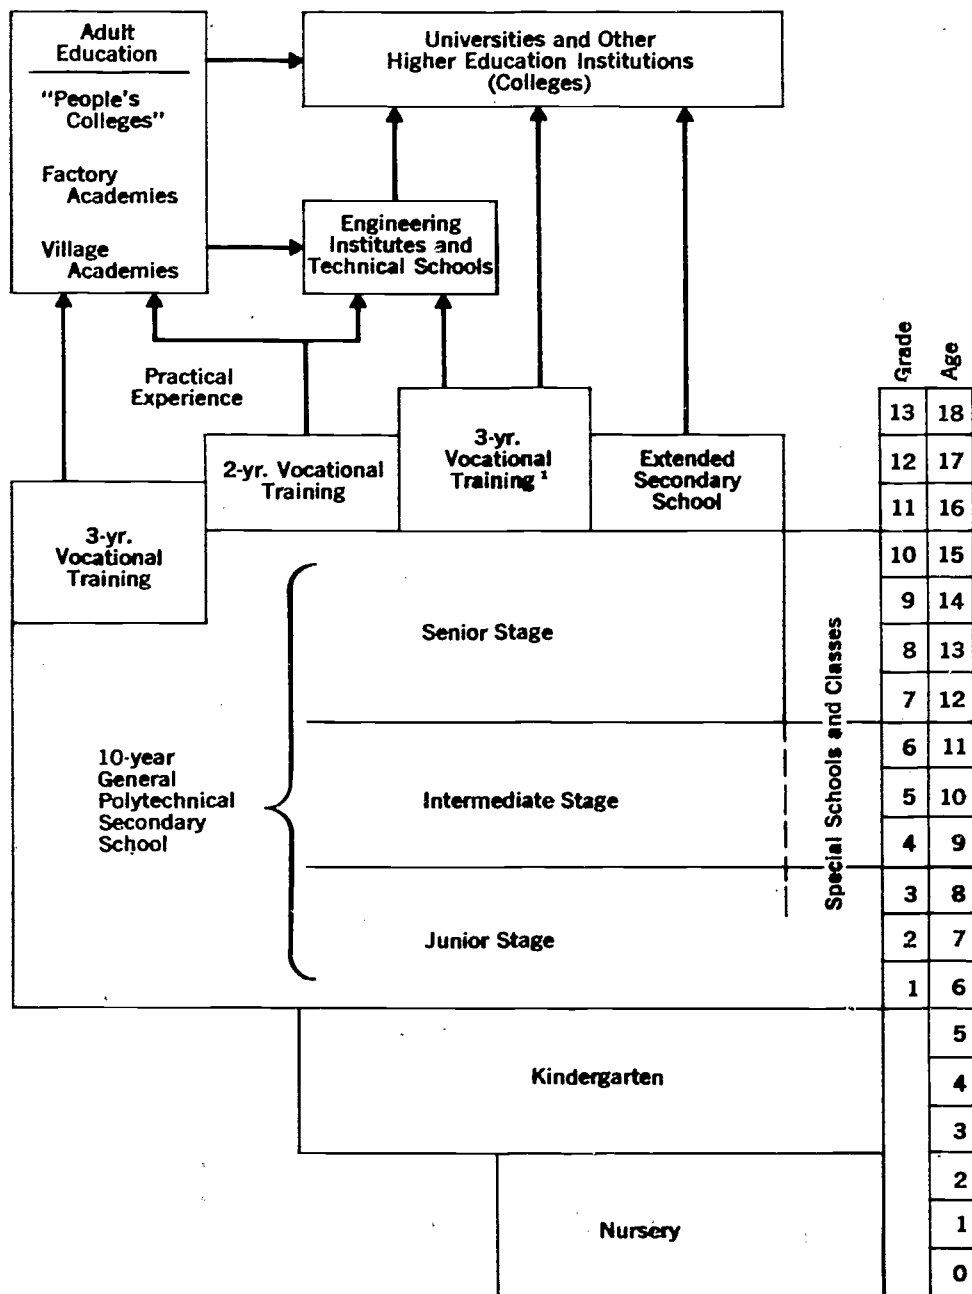 Adult
Education
"People's
Colleges"
Factory
Academies
Village
Academies
Universities and Other
Higher Education Institutions
(Colleges)
Engineering
Institutes and
Technical Schools
Practical
Experience
3-yr.
Vocational
Training
2-yr. Vocational
Training
3-yr.
Vocational
Training ¹
Extended
Secondary
School
Grade Age
13 18
12 17
11 16
10 15
9 14
8 13
7 12
6 11
5 10
4 9
3 8
2 7
1 6
5
4
3
2
1
0
10-year
General
Polytechnical
Secondary
School
Senior Stage
Intermediate Stage
Junior Stage
Special Schools and Classes
Kindergarten
Nursery